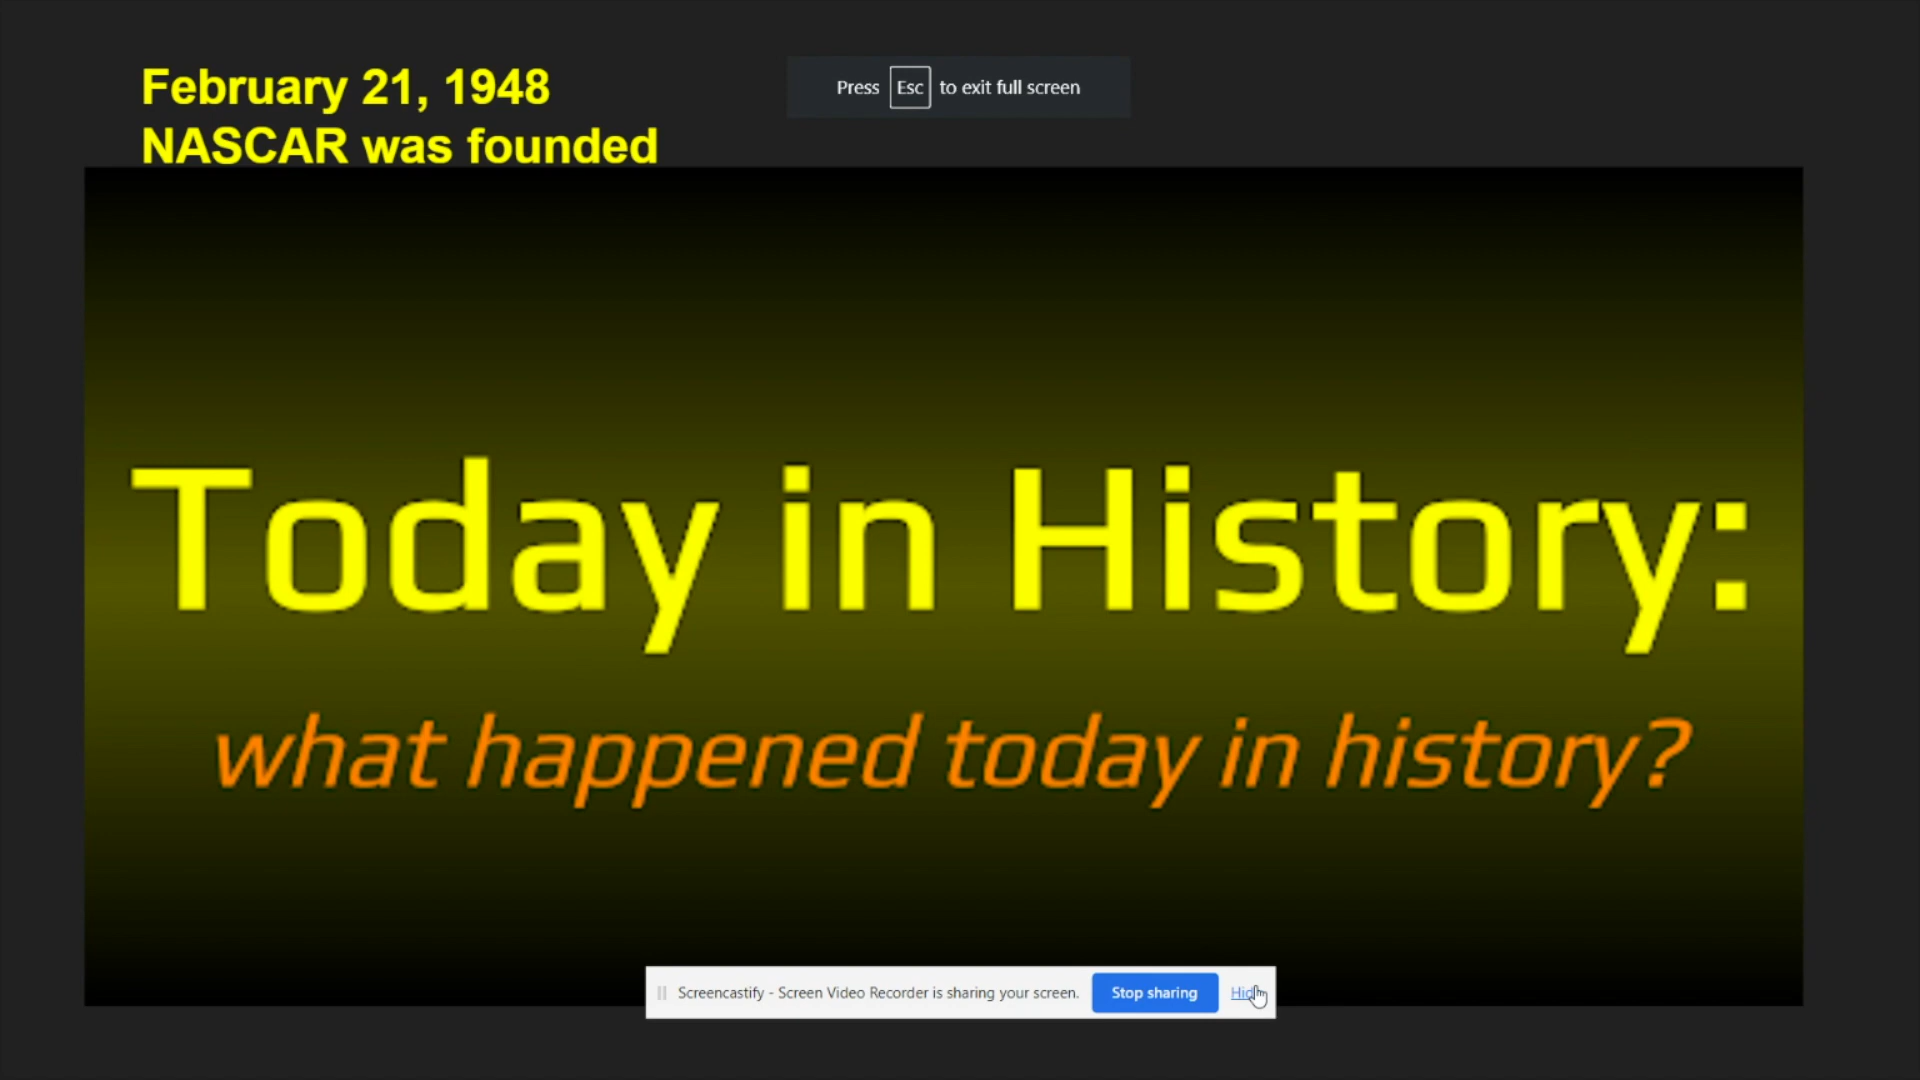 February 21, 1948
NASCAR was founded
Press Esc to exit full screen
Today in History:
what happened today in history?
Screencastify - Screen Video Recorder is sharing your screen.
Stop sharing